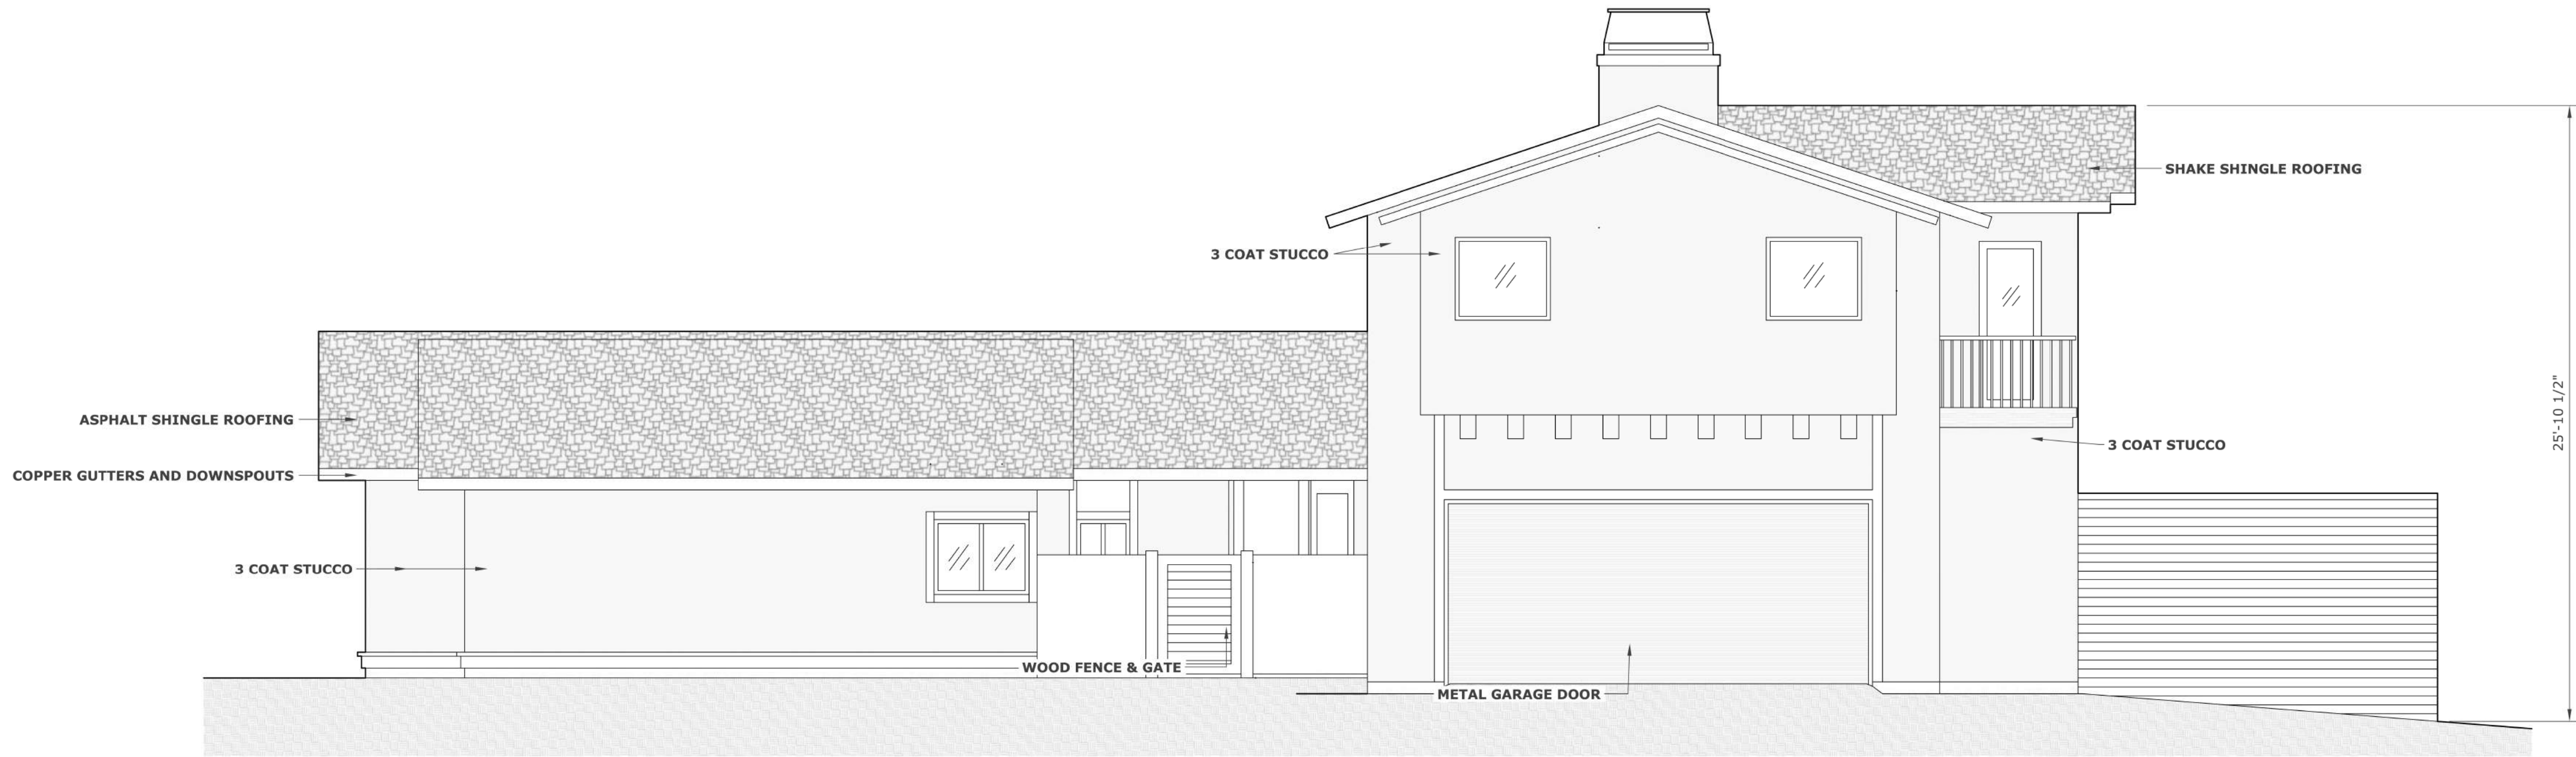 SHAKE SHINGLE ROOFING
3 COAT STUCCO
25'-10 1/2"
ASPHALT SHINGLE ROOFING
3 COAT STUCCO
COPPER GUTTERS AND DOWNSPOUTS
3 COAT STUCCO
WOOD FENCE & GATE
METAL GARAGE DOOR